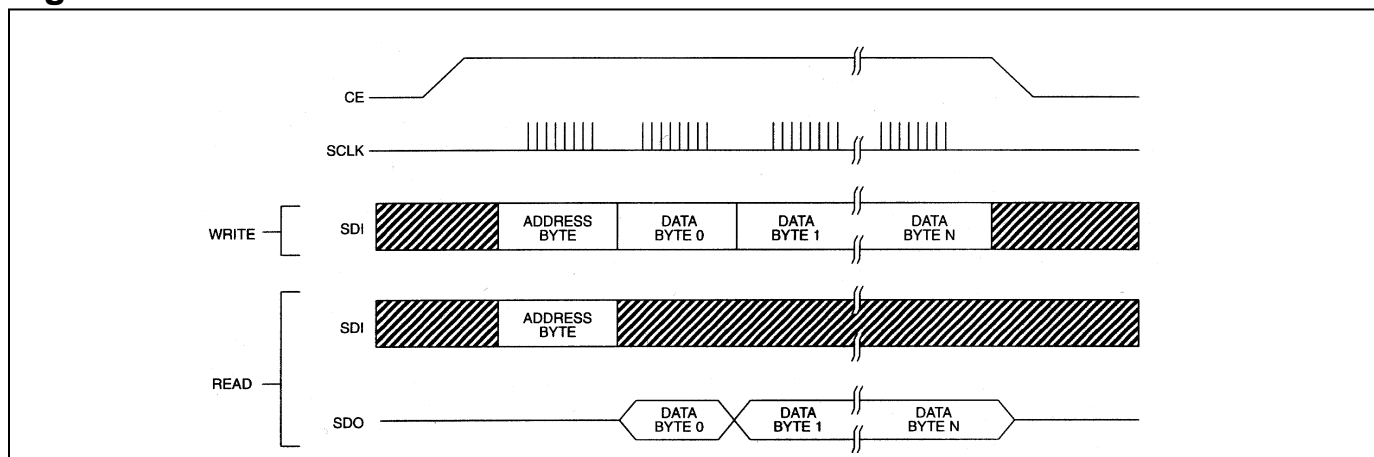 CE
SCLK
WRITE
SDI
ADDRESS
BYTE
DATA
BYTE 0
DATA
BYTE 1
DATA
BYTE N
READ
SDI
ADDRESS
BYTE
SDO
DATA
BYTE 0
DATA
BYTE 1
DATA
BYTE N